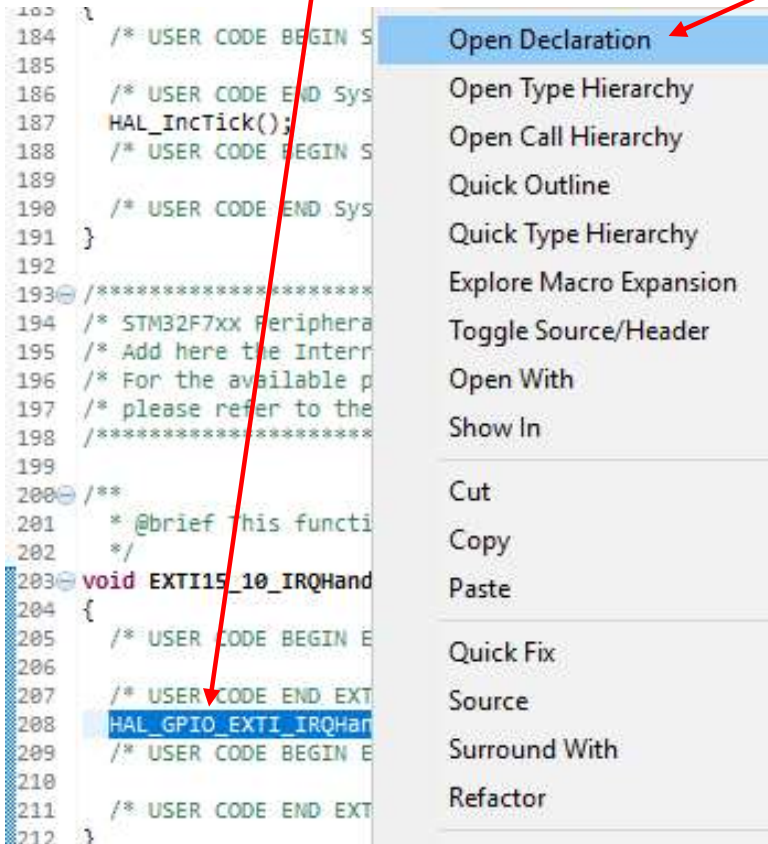 183 {
184 /* USER CODE BEGIN S
185
186 /* USER CODE END Sys
187 HAL_IncTick();
188 /* USER CODE BEGIN S
189
190 /* USER CODE END Sys
191 }
192
193 /**********************
194 /* STM32F7xx Periphera
195 /* Add here the Interr
196 /* For the available p
197 /* please refer to the
198 /**********************
199
200 /**
201 * @brief This functi
202 */
203 void EXTI15_10_IRQHand
204 {
205 /* USER CODE BEGIN E
206
207 /* USER CODE END EXT
208 HAL_GPIO_EXTI_IRQHan
209 /* USER CODE BEGIN E
210
211 /* USER CODE END EXT
212 }
Open Declaration
Open Type Hierarchy
Open Call Hierarchy
Quick Outline
Quick Type Hierarchy
Explore Macro Expansion
Toggle Source/Header
Open With
Show In
Cut
Copy
Paste
Quick Fix
Source
Surround With
Refactor